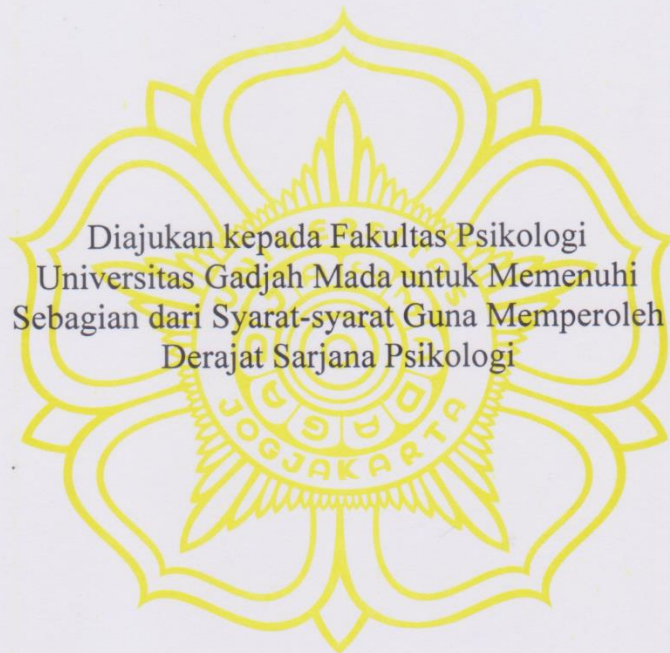 Diajukan kepada Fakultas Psikologi
Universitas Gadjah Mada untuk Memenuhi
Sebagian dari Syarat-syarat Guna Memperoleh
Derajat Sarjana Psikologi
JOGJAKARTA